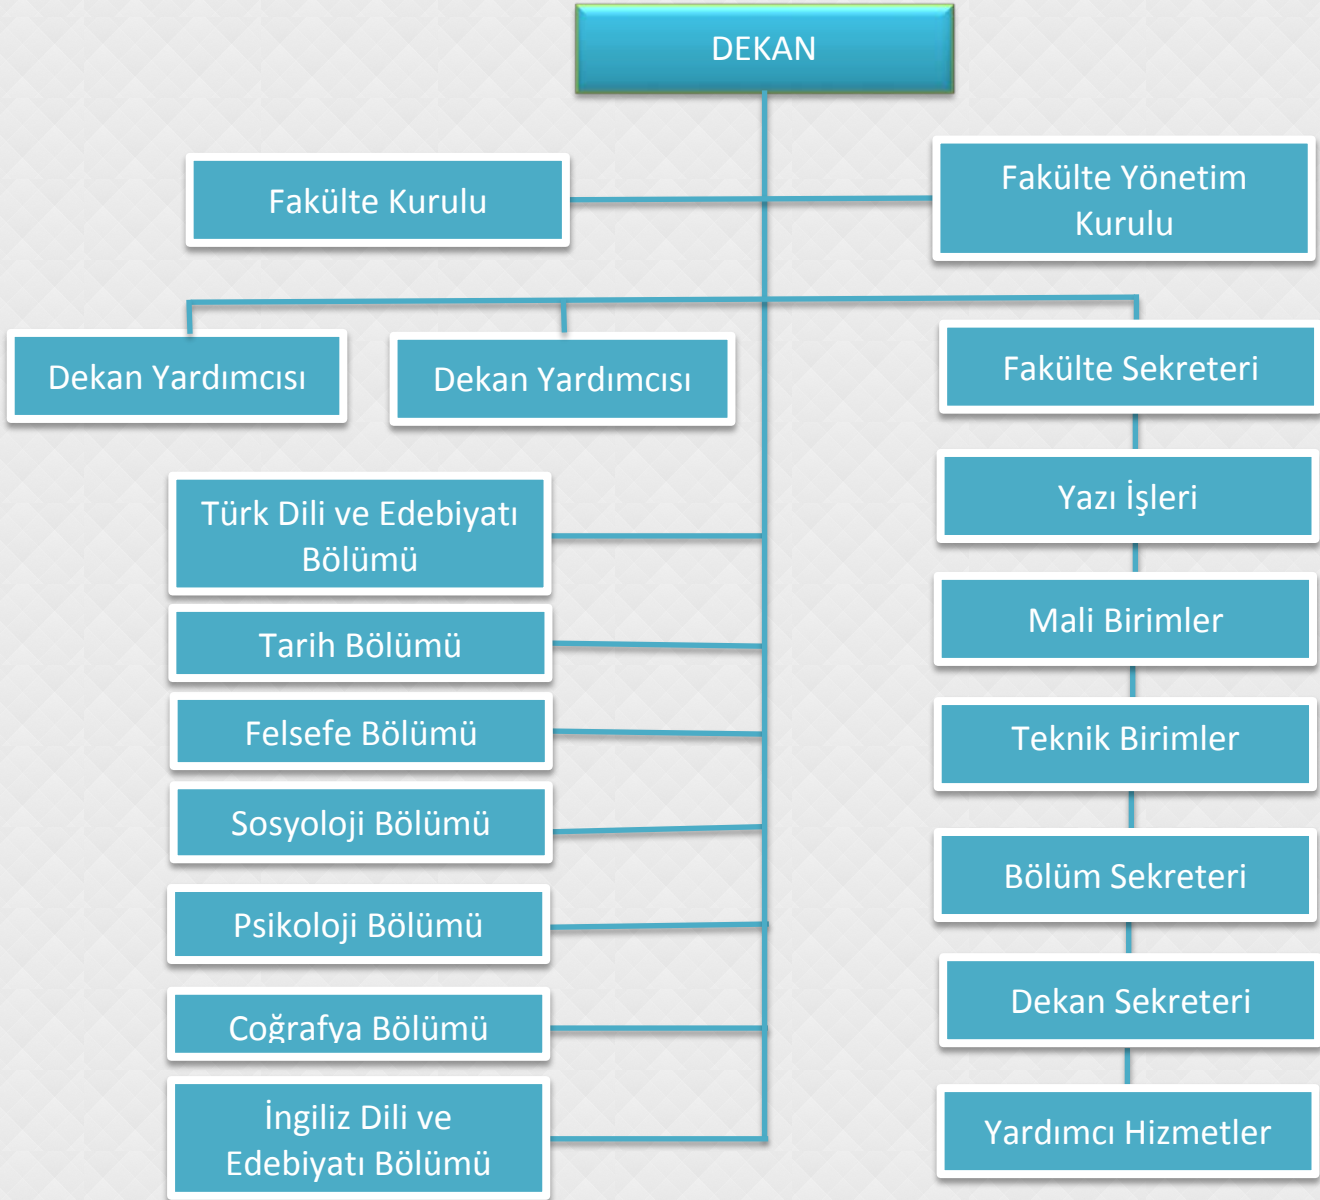 DEKAN
Fakülte Kurulu
Fakülte Yönetim
Kurulu
Dekan Yardımcısı
Dekan Yardımcısı
Fakülte Sekreteri
Türk Dili ve Edebiyatı
Bölümü
Tarih Bölümü
Felsefe Bölümü
Sosyoloji Bölümü
Psikoloji Bölümü
Coğrafya Bölümü
İngiliz Dili ve
Edebiyatı Bölümü
Yazı İşleri
Mali Birimler
Teknik Birimler
Bölüm Sekreteri
Dekan Sekreteri
Yardımcı Hizmetler